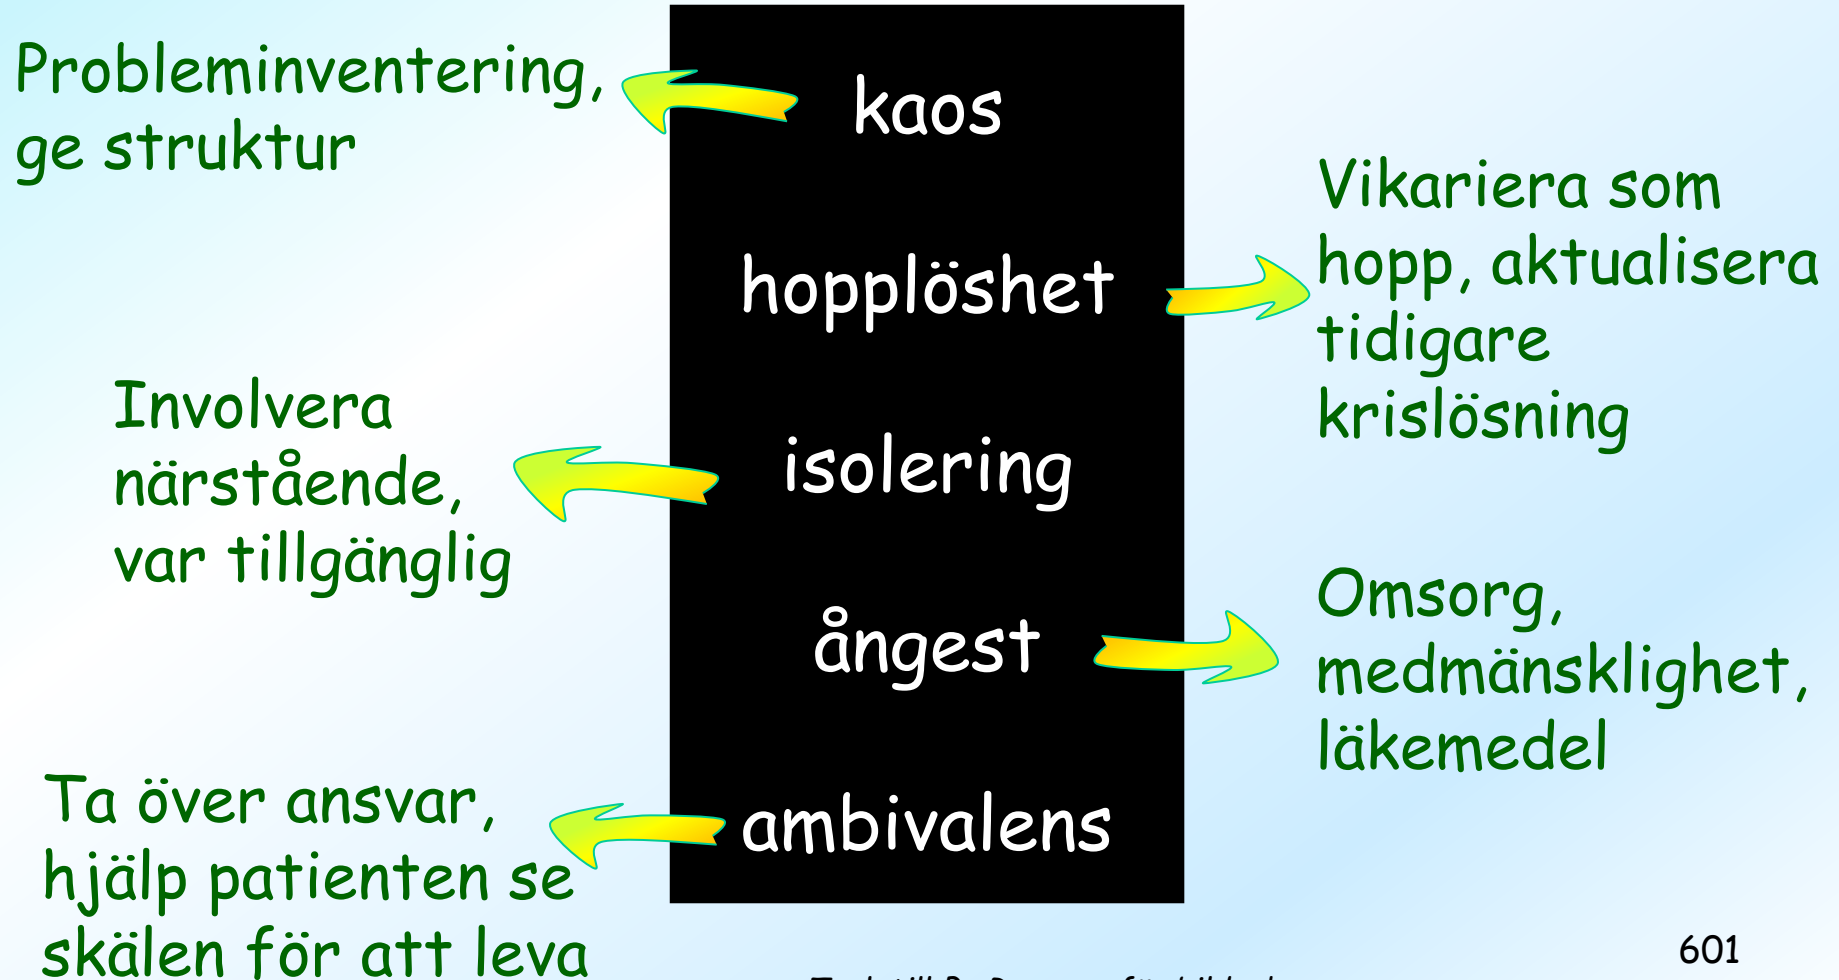 Probleminventering,
ge struktur
kaos
Vikariera som
hopp, aktualisera
tidigare
krislösning
hopplöshet
Involvera
närstående,
var tillgänglig
isolering
Omsorg,
medmänsklighet,
läkemedel
ångest
Ta över ansvar,
hjälp patienten se
skälen för att leva
ambivalens
601